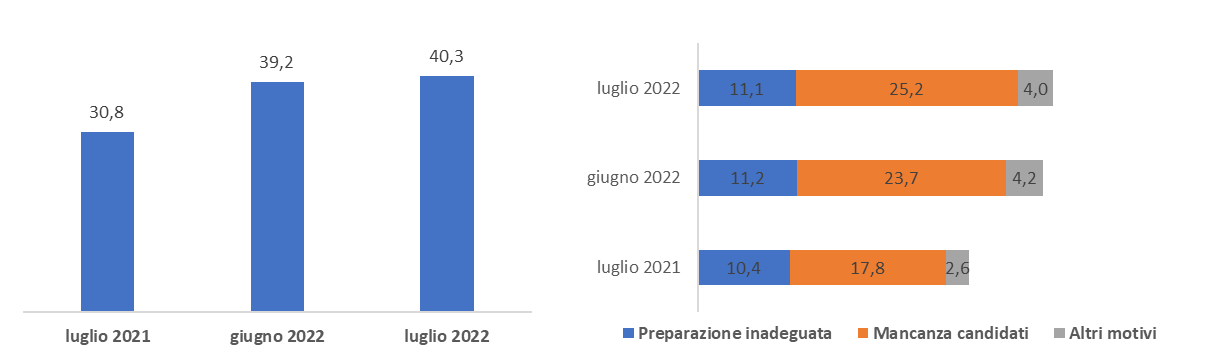 30,8
39,2
40,3
luglio 2021
giugno 2022
luglio 2022
luglio 2022
11,1
25,2
4,0
giugno 2022
11,2
23,7
4,2
luglio 2021
10,4
17,8
2,6
Preparazione inadeguata
Mancanza candidati
Altri motivi